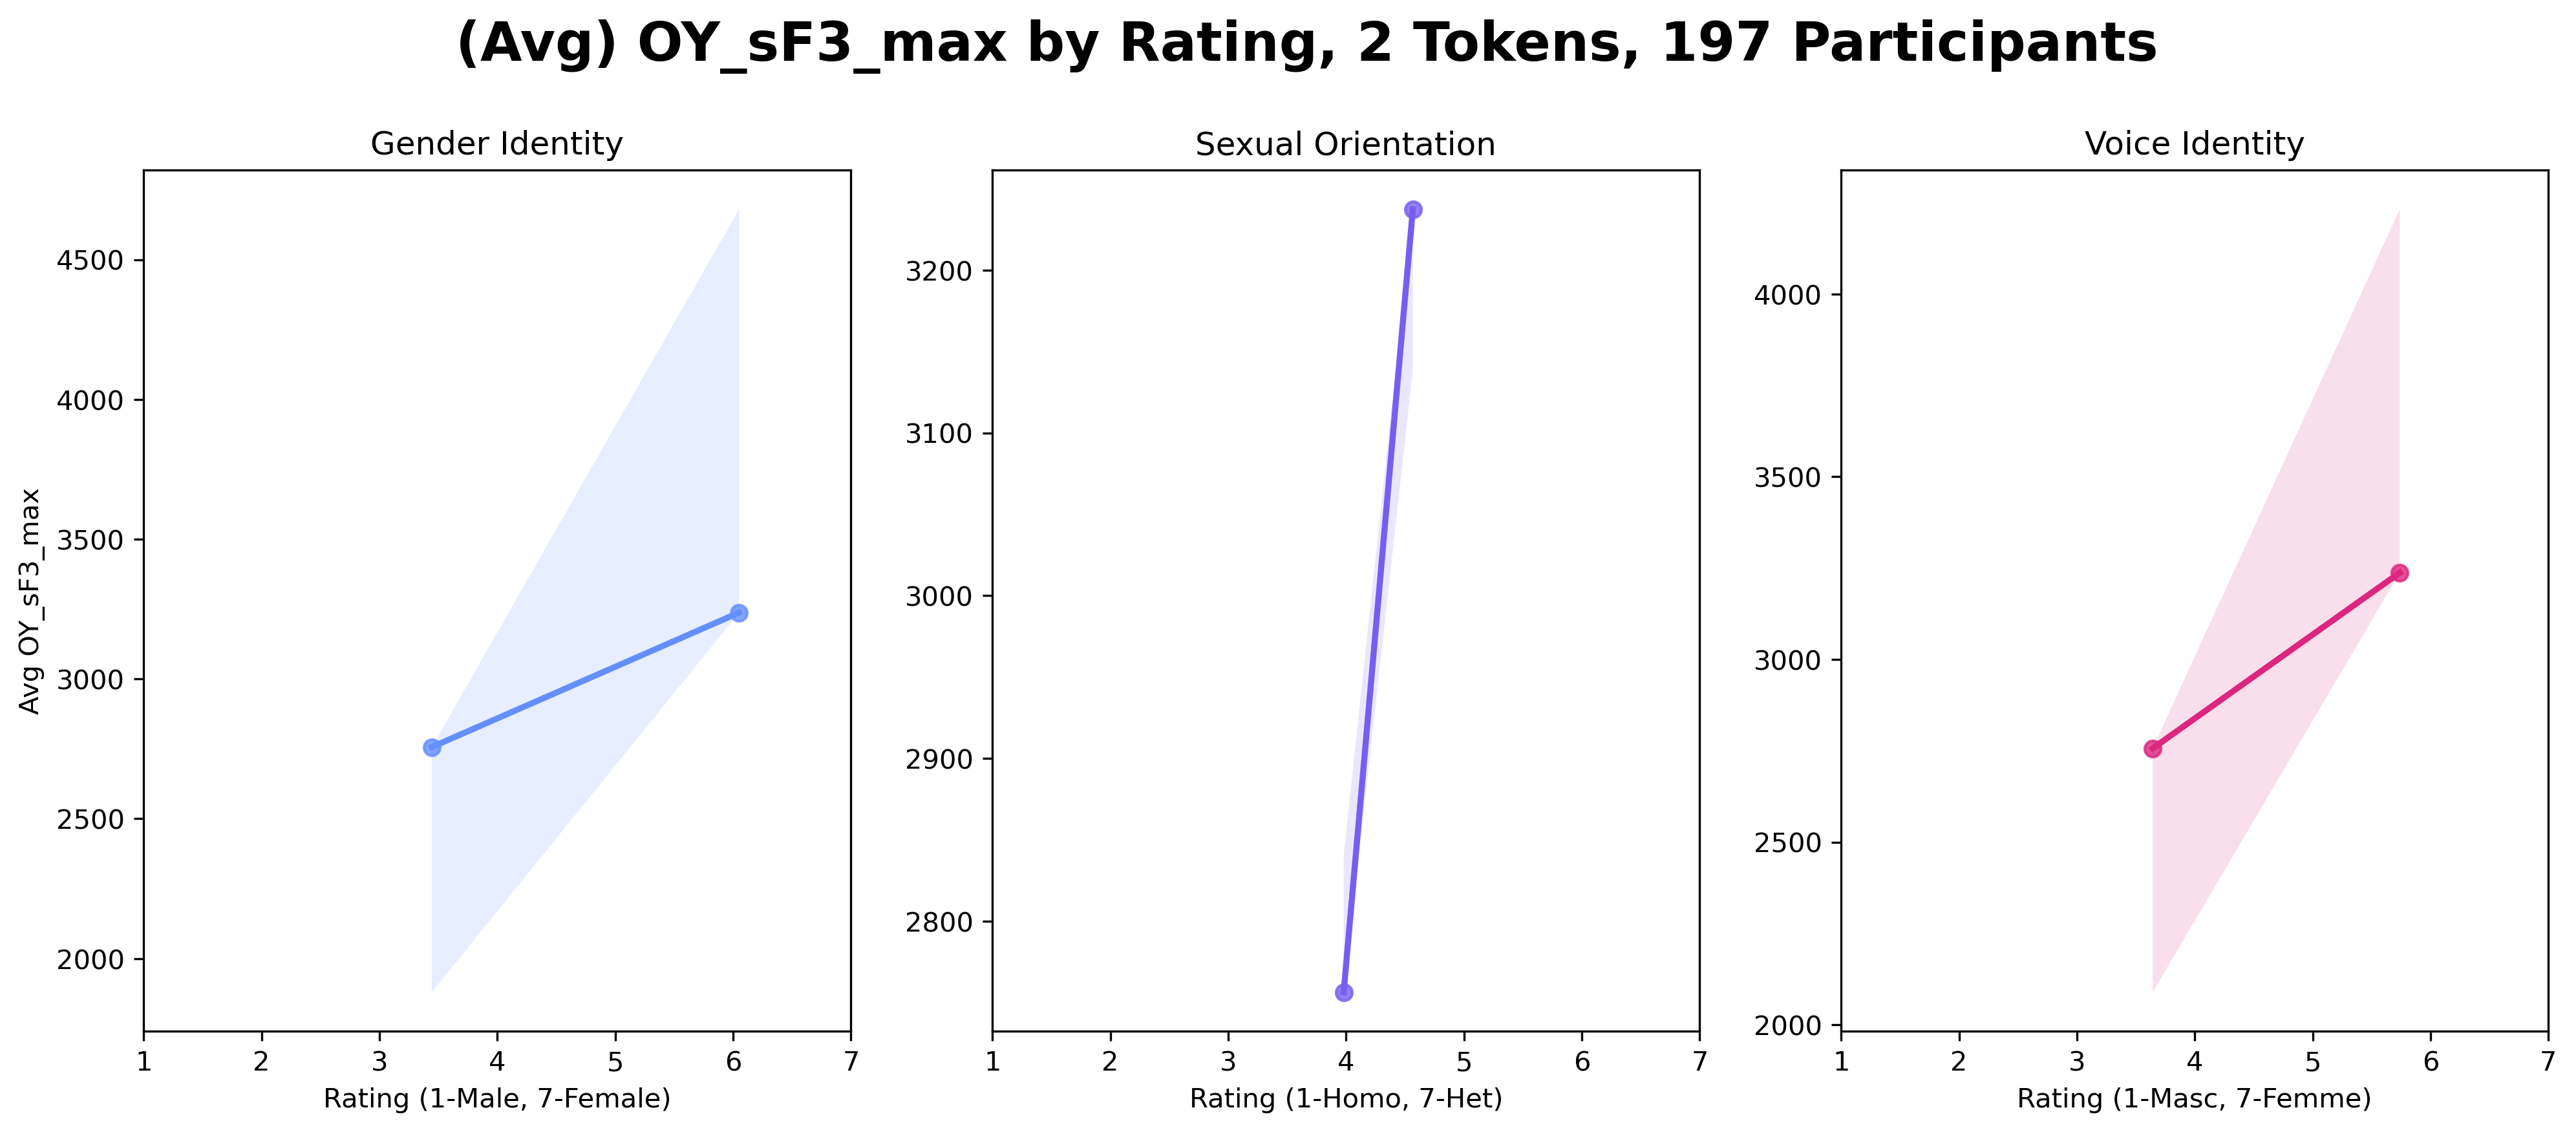 (Avg) OY_sF3_max by Rating, 2 Tokens, 197 Participants
Gender Identity
Avg OY_sF3_max
4500
4000
3500
3000
2500
2000
1 2 3 4 5 6 7
Rating (1-Male, 7-Female)
Sexual Orientation
3200
3100
3000
2900
2800
1 2 3 4 5 6 7
Rating (1-Homo, 7-Het)
Voice Identity
4000
3500
3000
2500
2000
1 2 3 4 5 6 7
Rating (1-Masc, 7-Femme)